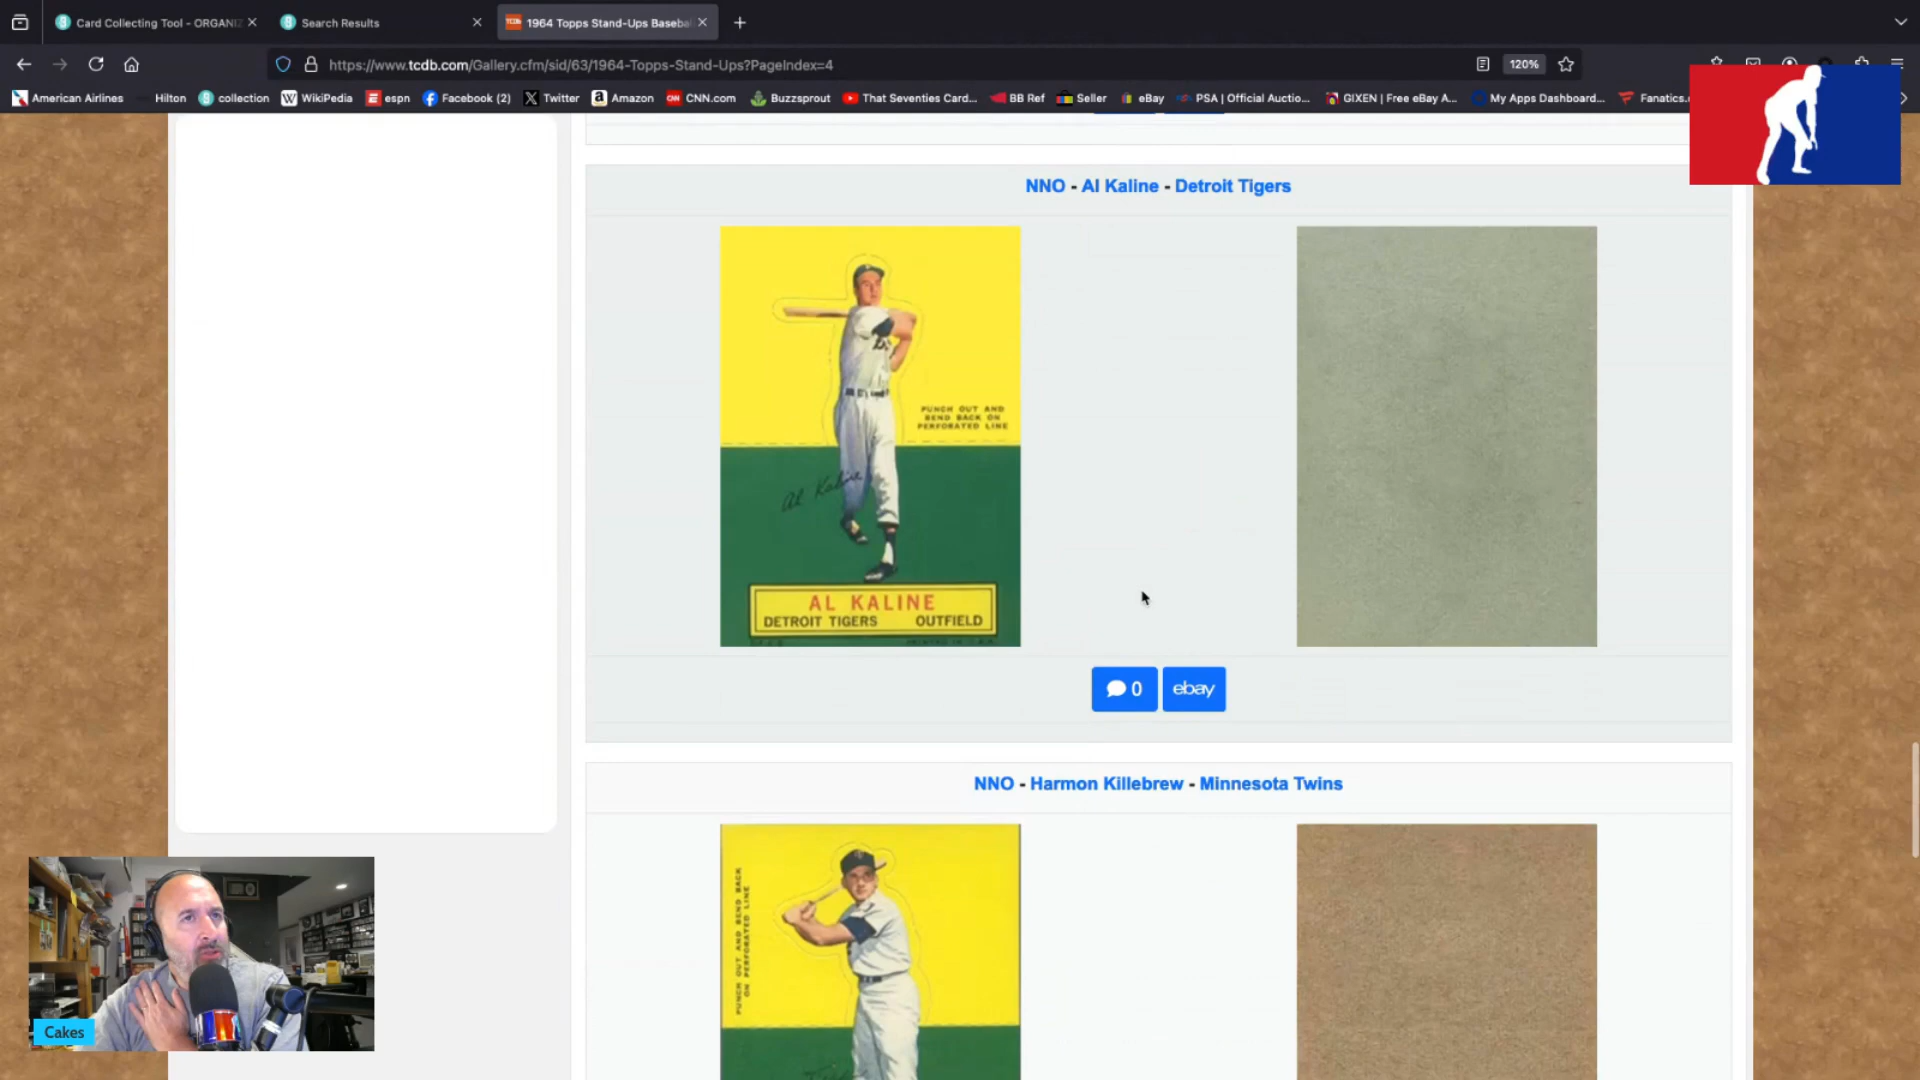 Card Collecting Tool - ORGANIZ
Search Results
1964 Topps Stand-Ups Baseba
https://www.tcdb.com/Gallery.cfm/sid/63/1964-Topps-Stand-Ups?PageIndex=4
120%
American Airlines
Hilton
collection
WikiPedia
espn
Facebook (2)
Twitter
Amazon
CNN.com
Buzzsprout
That Seventies Card...
BB Ref
Seller
eBay
PSA | Official Auctio...
GIXEN | Free eBay A...
My Apps Dashboard...
Fanatics.
NNO - Al Kaline - Detroit Tigers
PUNCH OUT AND
BEND BACK ON
PERFORATED LINE
Al Kaline
AL KALINE
DETROIT TIGERS OUTFIELD
0
ebay
NNO - Harmon Killebrew - Minnesota Twins
PUNCH OUT AND BEND BACK
ON PERFORATED LINE
Cakes